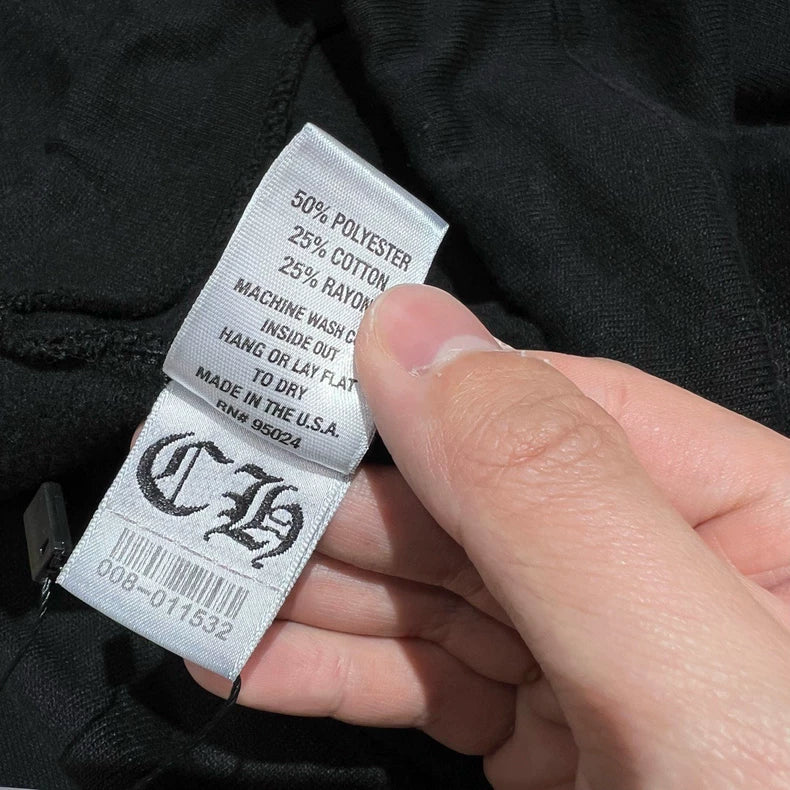 50% POLYESTER
25% COTTON
25% RAYON
MACHINE WASH
INSIDE OUT
HANG OR LAY FLAT
TO DRY
MADE IN THE U.S.A.
RN# 95024
CH
008-011532